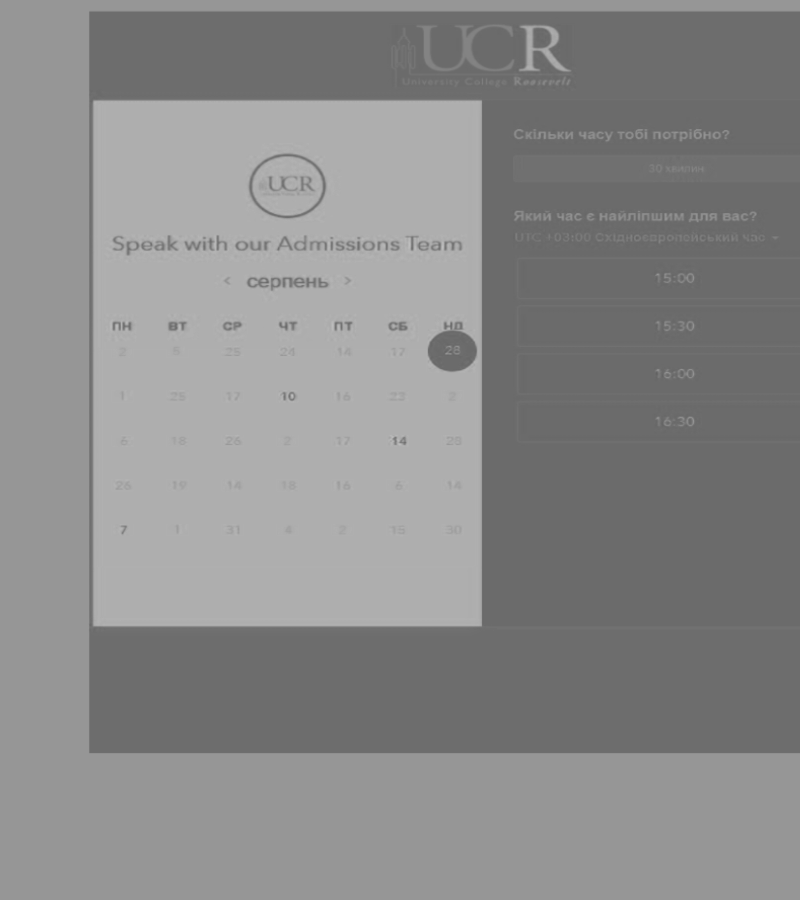 UCR
University College Roosevelt
UCR
Speak with our Admissions Team
< серпень >
ПН ВТ СР ЧТ ПТ СБ НД
2 25 24 14 17 28
1 25 17 10 16 22 2
6 18 26 2 17 14 23
26 19 14 18 16 6 14
7 1 31 2 15 30
Скільки часу тобі потрібно?
30 хвилин
Який час є найліпшим для вас?
UTC +03:00 Східноєвропейський час
15:00
15:30
16:00
16:30